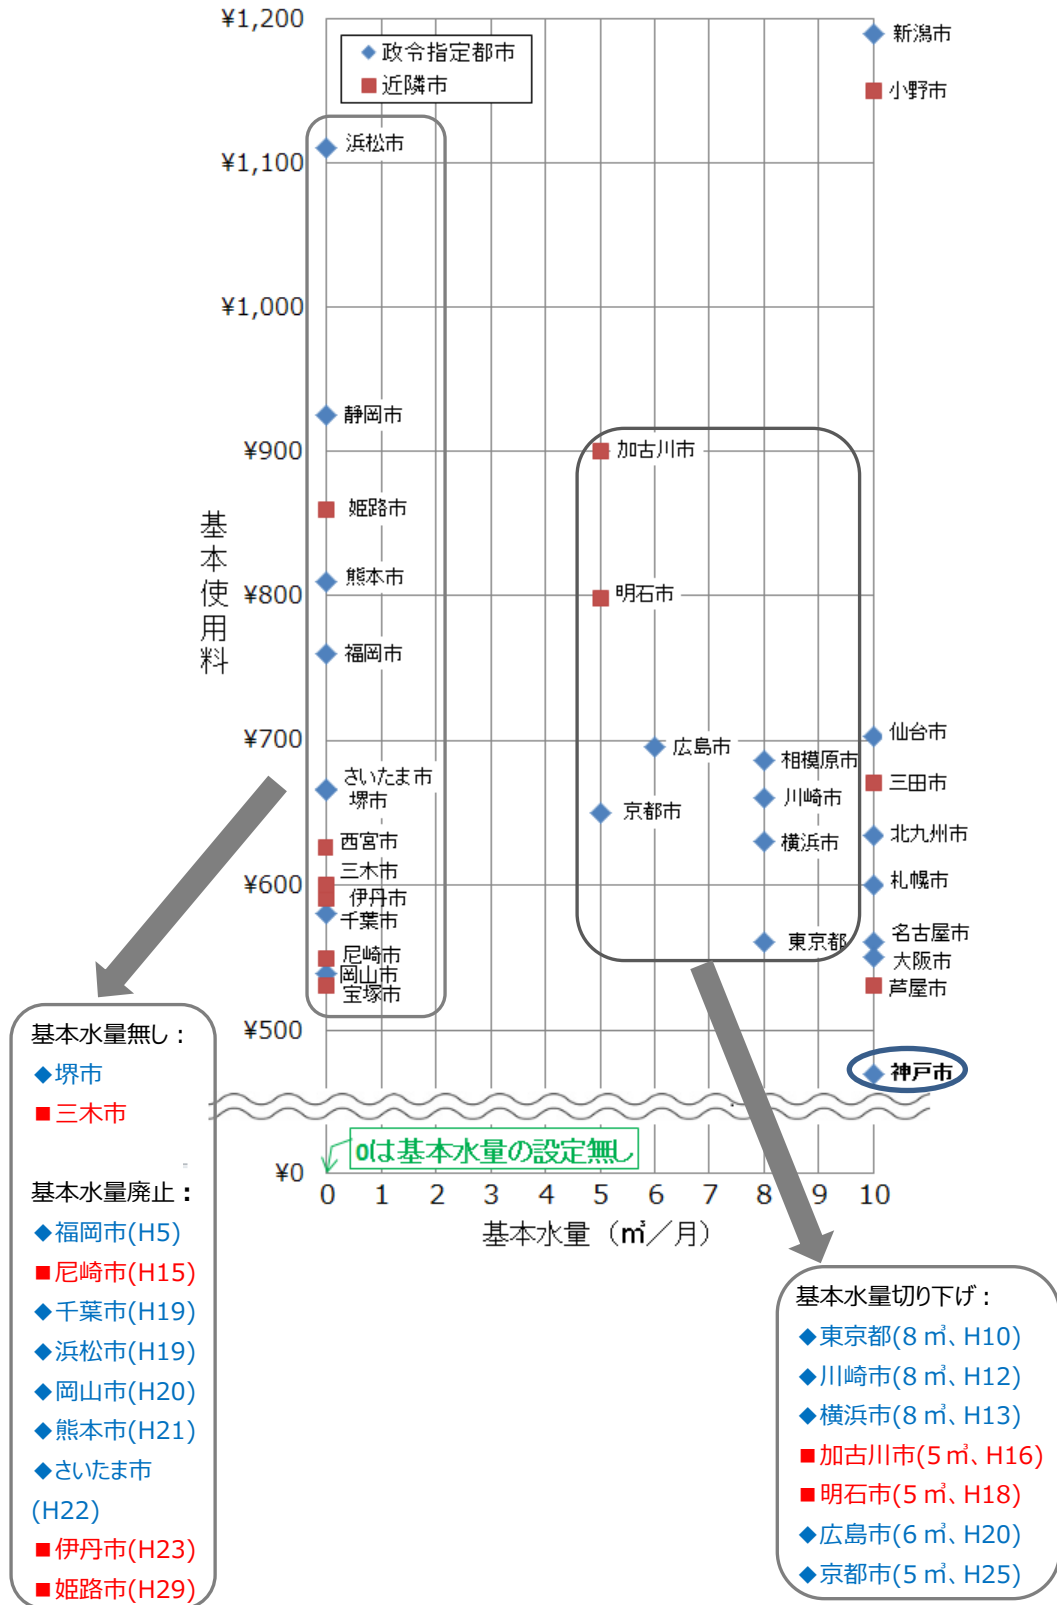 ¥1,200
¥1,100
¥1,000
¥900
¥800
¥700
¥600
¥500
¥0
基本使用料
◆政令指定都市
■近隣市
新潟市
小野市
浜松市
静岡市
加古川市
姫路市
熊本市
明石市
福岡市
仙台市
広島市
相模原市
さいたま市
堺市
三田市
川崎市
京都市
北九州市
横浜市
西宮市
三木市
札幌市
伊丹市
千葉市
名古屋市
東京都
尼崎市
大阪市
岡山市
芦屋市
宝塚市
神戸市
0は基本水量の設定無し
0 1 2 3 4 5 6 7 8 9 10
基本水量（㎥／月）
基本水量無し：
◆堺市
■三木市
基本水量廃止：
◆福岡市(H5)
■尼崎市(H15)
◆千葉市(H19)
◆浜松市(H19)
◆岡山市(H20)
◆熊本市(H21)
◆さいたま市
(H22)
■伊丹市(H23)
■姫路市(H29)
基本水量切り下げ：
◆東京都(8㎥、H10)
◆川崎市(8㎥、H12)
◆横浜市(8㎥、H13)
■加古川市(5㎥、H16)
■明石市(5㎥、H18)
◆広島市(6㎥、H20)
◆京都市(5㎥、H25)